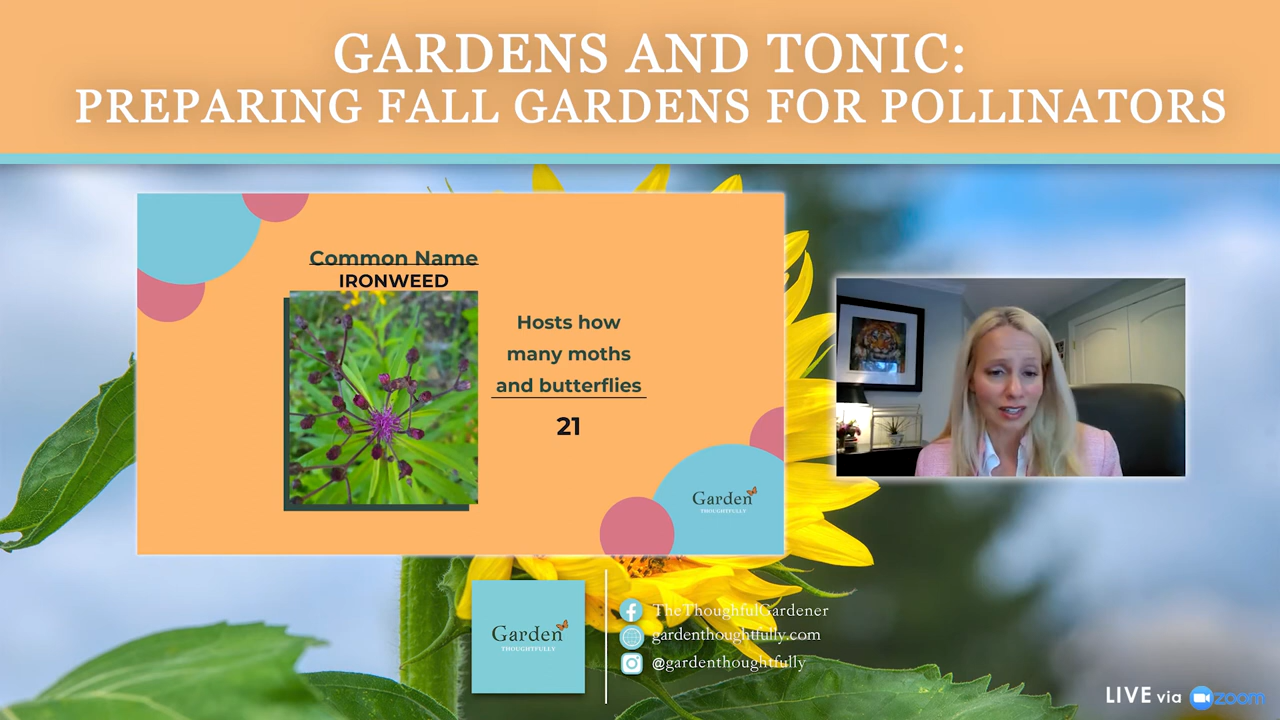 GARDENS AND TONIC:
PREPARING FALL GARDENS FOR POLLINATORS
Common Name
IRONWEED
Hosts how
many moths
and butterflies
21
Garden
THOUGHTFULLY
Garden
THOUGHTFULLY
TheThoughfulGardener
gardenthoughtfully.com
@gardenthoughtfully
LIVE via zoom